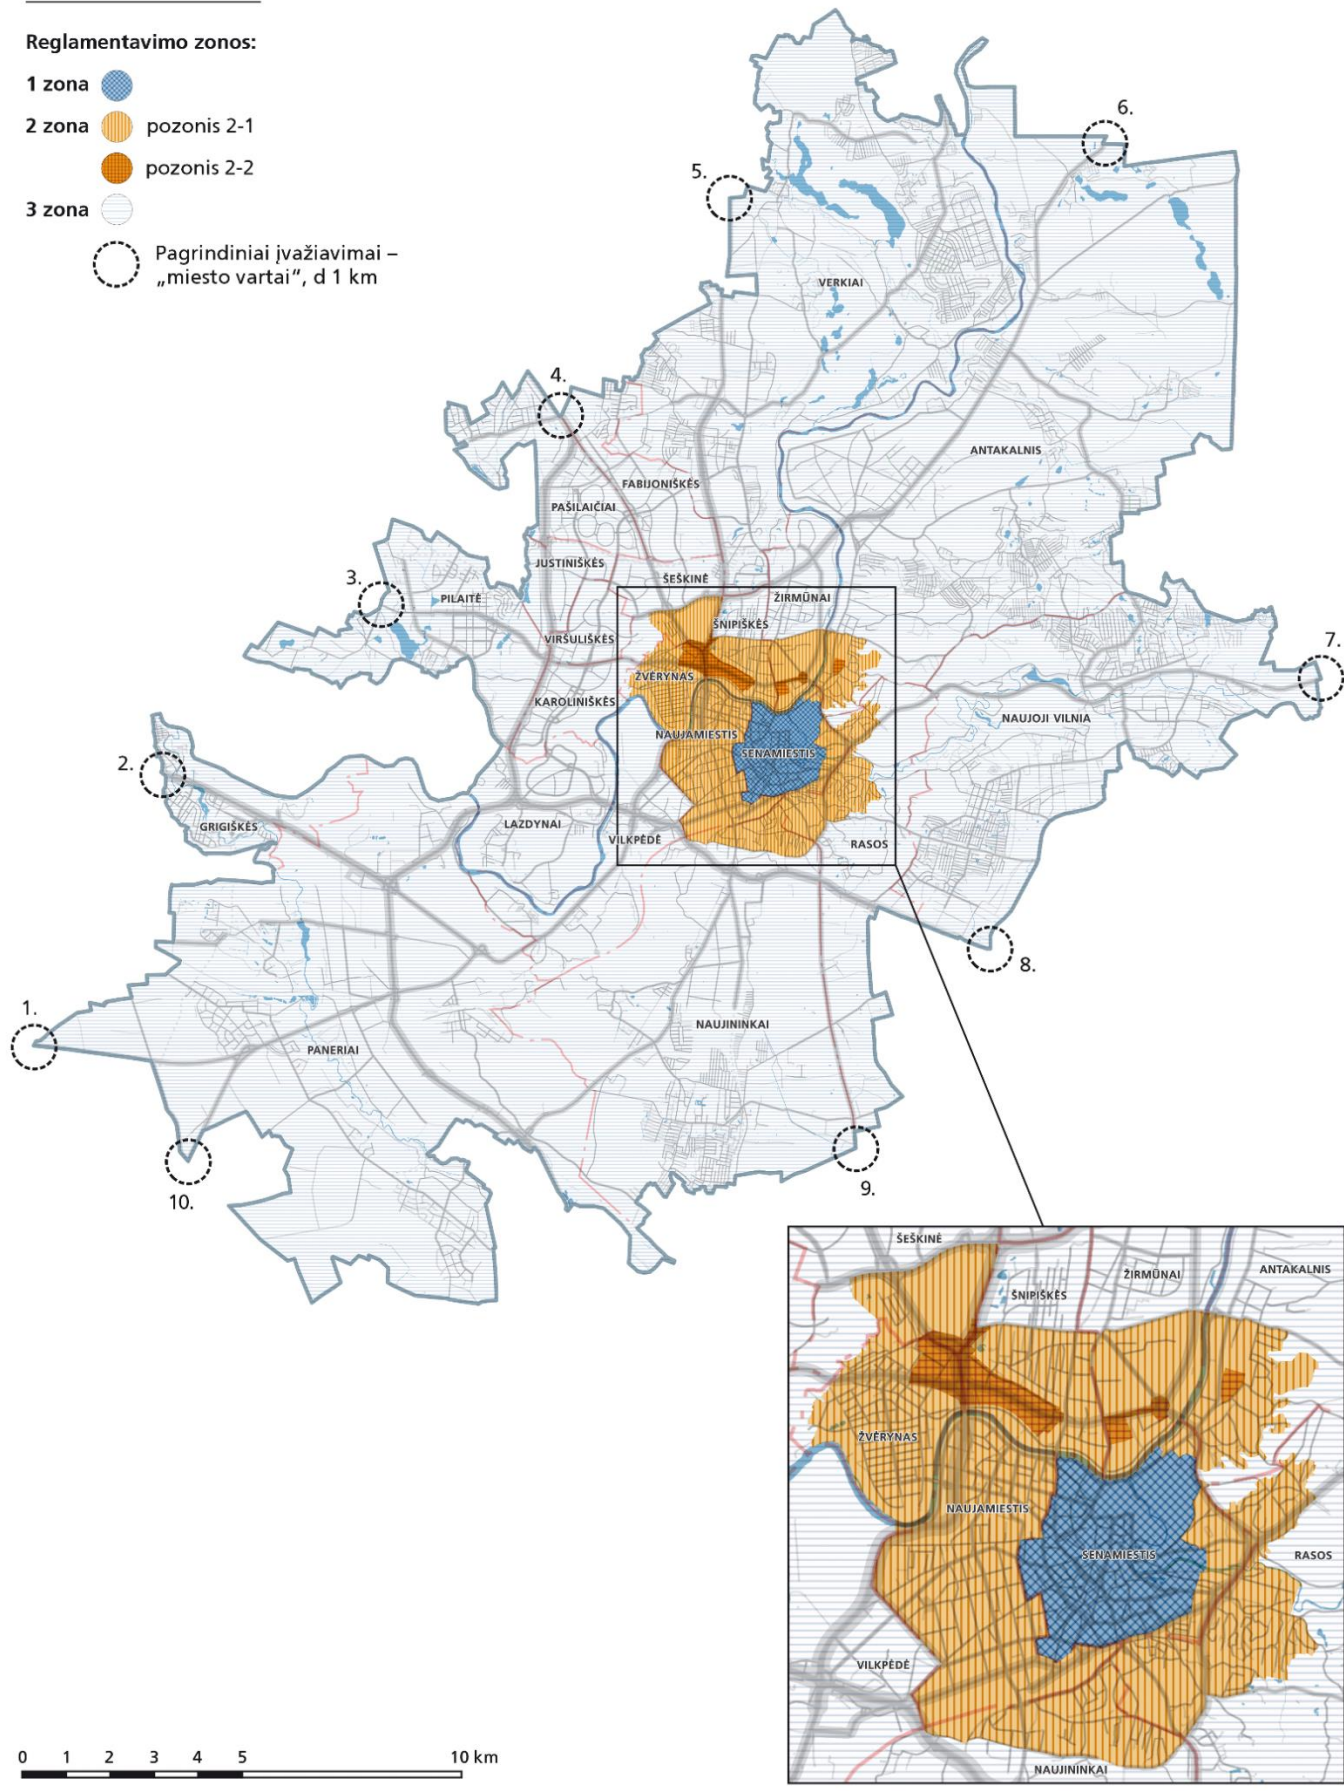 Reglamentavimo zonos:
1 zona
2 zona pozonis 2-1
pozonis 2-2
3 zona
Pagrindiniai įvažiavimai –
„miesto vartai“, d 1 km
6.
5.
VERKIAI
4.
ANTAKALNIS
FABIJONIŠKĖS
PAŠILAIČIAI
JUSTINIŠKĖS
ŠEŠKINĖ
3.
PILAITĖ
ŽIRMŪNAI
ŠNIPIŠKĖS
VIRŠULIŠKĖS
7.
ŽVĖRYNAS
KAROLINIŠKĖS
NAUJOJI VILNIA
NAUJAMIESTIS
SENAMIESTIS
2.
GRIGIŠKĖS
LAZDYNAI
VILKPĖDĖ
RASOS
8.
1.
NAUJININKAI
PANERIAI
9.
10.
ŠEŠKINĖ
ŽIRMŪNAI
ANTAKALNIS
ŠNIPIŠKĖS
ŽVĖRYNAS
NAUJAMIESTIS
SENAMIESTIS
RASOS
VILKPĖDĖ
NAUJININKAI
0 1 2 3 4 5 10 km